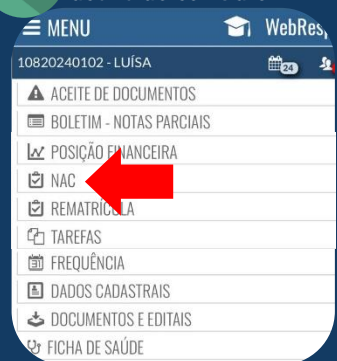 MENU
WebResp
10820240102 - LUÍSA
24
ACEITE DE DOCUMENTOS
BOLETIM - NOTAS PARCIAIS
POSIÇÃO FINANCEIRA
NAC
REMATRÍCULA
TAREFAS
FREQUÊNCIA
DADOS CADASTRAIS
DOCUMENTOS E EDITAIS
FICHA DE SAÚDE